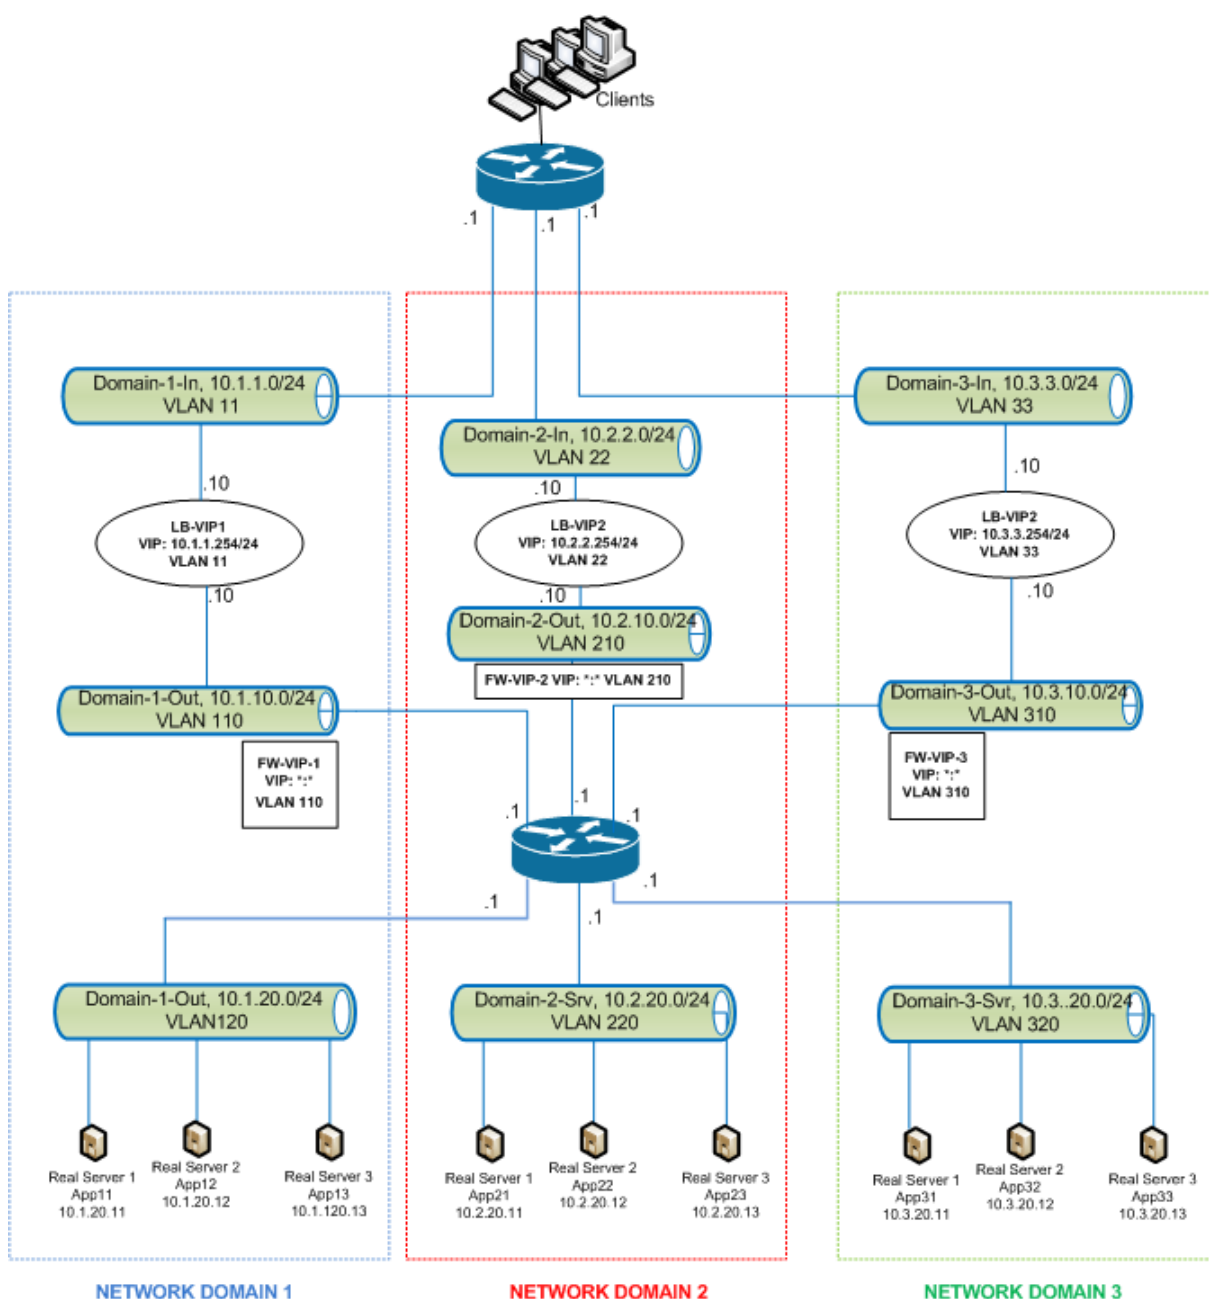 Clients
.1
.1
.1
Domain-1-In, 10.1.1.0/24
VLAN 11
Domain-3-In, 10.3.3.0/24
VLAN 33
Domain-2-In, 10.2.2.0/24
VLAN 22
.10
.10
.10
LB-VIP1
VIP: 10.1.1.254/24
VLAN 11
LB-VIP2
VIP: 10.2.2.254/24
VLAN 22
LB-VIP2
VIP: 10.3.3.254/24
VLAN 33
.10
.10
.10
Domain-2-Out, 10.2.10.0/24
VLAN 210
FW-VIP-2 VIP: *:* VLAN 210
Domain-1-Out, 10.1.10.0/24
VLAN 110
Domain-3-Out, 10.3.10.0/24
VLAN 310
FW-VIP-1
VIP: *:*
VLAN 110
FW-VIP-3
VIP: *:*
VLAN 310
.1
.1
.1
.1
.1
.1
Domain-1-Out, 10.1.20.0/24
VLAN120
Domain-2-Srv, 10.2.20.0/24
VLAN 220
Domain-3-Svr, 10.3..20.0/24
VLAN 320
Real Server 1
App11
10.1.20.11
Real Server 2
App12
10.1.20.12
Real Server 3
App13
10.1.120.13
Real Server 1
App21
10.2.20.11
Real Server 2
App22
10.2.20.12
Real Server 3
App23
10.2.20.13
Real Server 1
App31
10.3.20.11
Real Server 2
App32
10.3.20.12
Real Server 3
App33
10.3.20.13
NETWORK DOMAIN 1
NETWORK DOMAIN 2
NETWORK DOMAIN 3